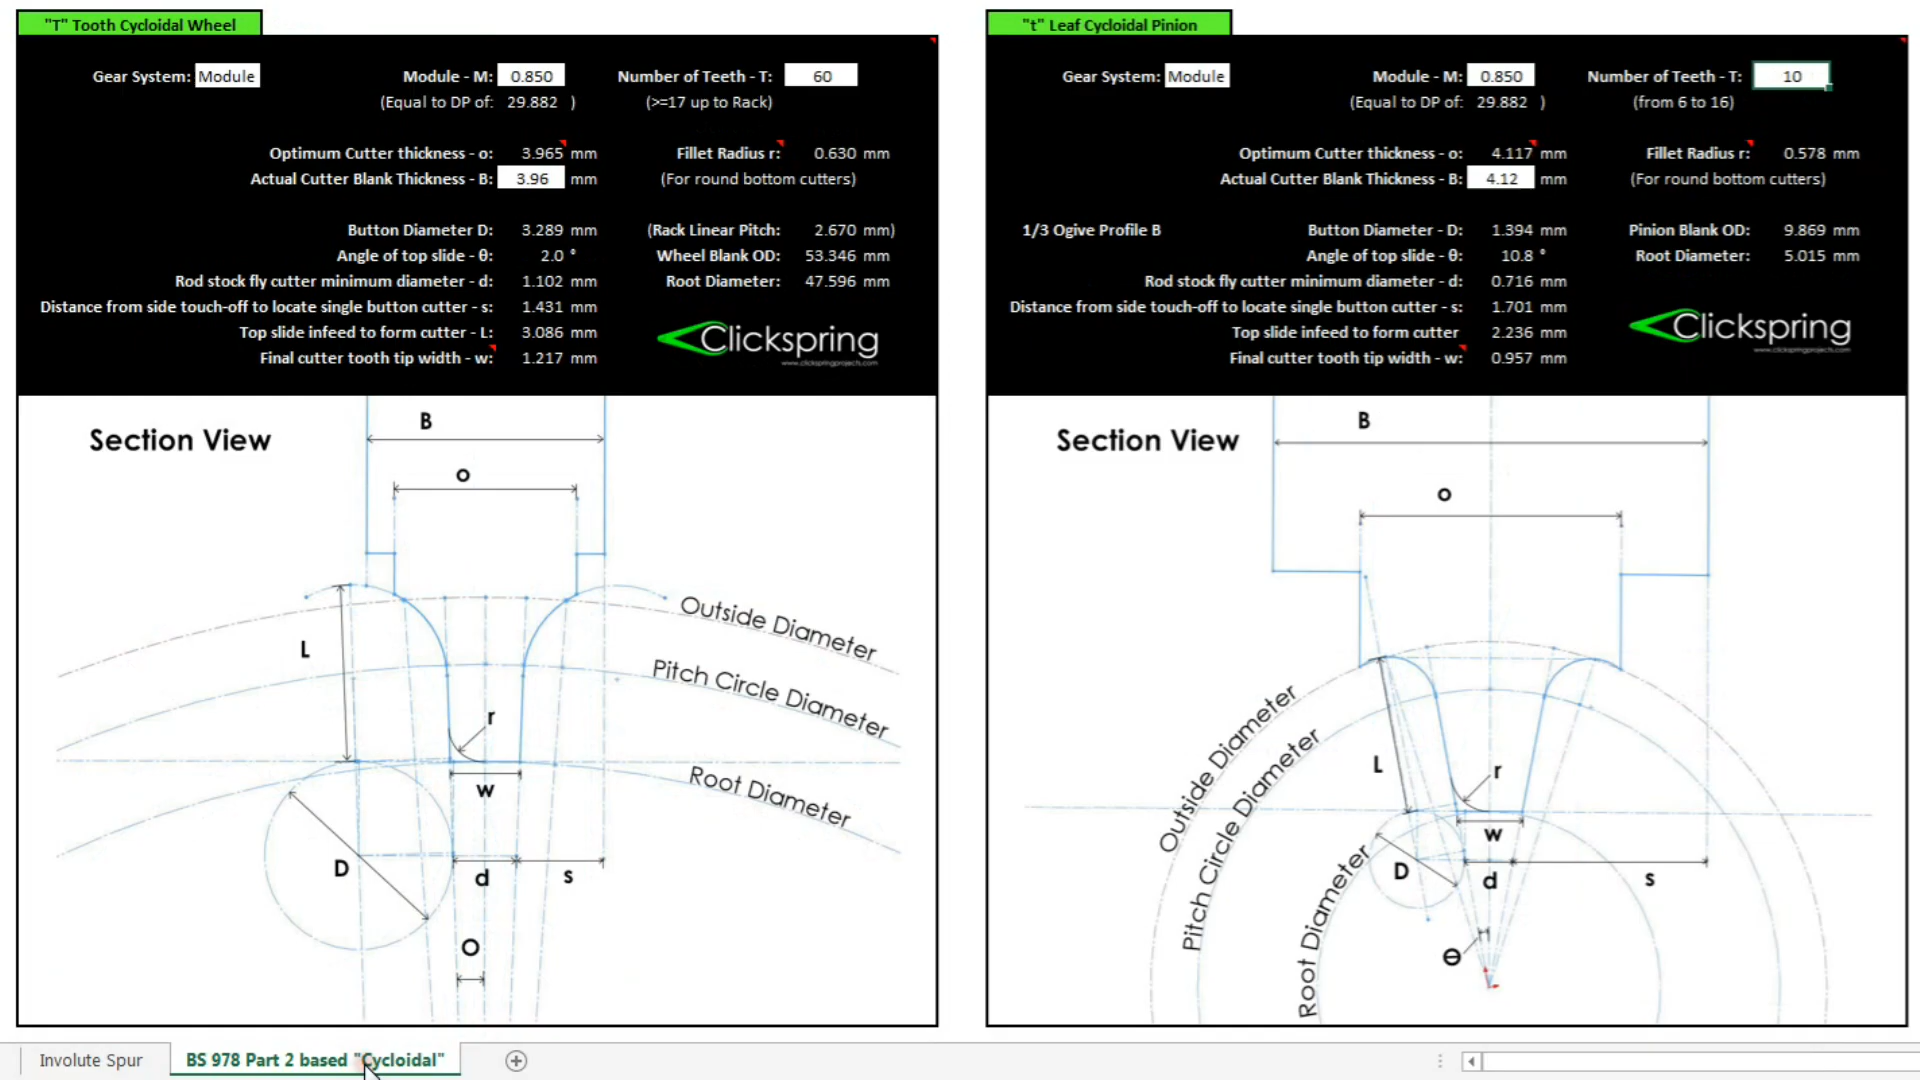 "T" Tooth Cycloidal Wheel
Gear System: Module
Module - M: 0.850
Number of Teeth - T: 60
(Equal to DP of: 29.882 )
(>=17 up to Rack)
Optimum Cutter thickness - o: 3.965 mm
Fillet Radius r: 0.630 mm
Actual Cutter Blank Thickness - B: 3.96 mm
(For round bottom cutters)
Button Diameter D: 3.289 mm
(Rack Linear Pitch: 2.670 mm)
Angle of top slide - θ: 2.0 °
Wheel Blank OD: 53.346 mm
Rod stock fly cutter minimum diameter - d: 1.102 mm
Root Diameter: 47.596 mm
Distance from side touch-off to locate single button cutter - s: 1.431 mm
Top slide infeed to form cutter - L: 3.086 mm
Final cutter tooth tip width - w: 1.217 mm
Clickspring
www.clickspringprojects.com
Section View
B
o
L
Outside Diameter
Pitch Circle Diameter
r
w
Root Diameter
D
d
s
O
"t" Leaf Cycloidal Pinion
Gear System: Module
Module - M: 0.850
Number of Teeth - T: 10
(Equal to DP of: 29.882 )
(from 6 to 16)
Optimum Cutter thickness - o: 4.117 mm
Fillet Radius r: 0.578 mm
Actual Cutter Blank Thickness - B: 4.12 mm
(For round bottom cutters)
1/3 Ogive Profile B
Button Diameter - D: 1.394 mm
Pinion Blank OD: 9.869 mm
Angle of top slide - θ: 10.8 °
Root Diameter: 5.015 mm
Rod stock fly cutter minimum diameter - d: 0.716 mm
Distance from side touch-off to locate single button cutter - s: 1.701 mm
Top slide infeed to form cutter 2.236 mm
Final cutter tooth tip width - w: 0.957 mm
Clickspring
www.clickspringprojects.com
Section View
B
o
Outside Diameter
Pitch Circle Diameter
Root Diameter
L
r
w
D
d
s
Θ
Involute Spur
BS 978 Part 2 based "Cycloidal"